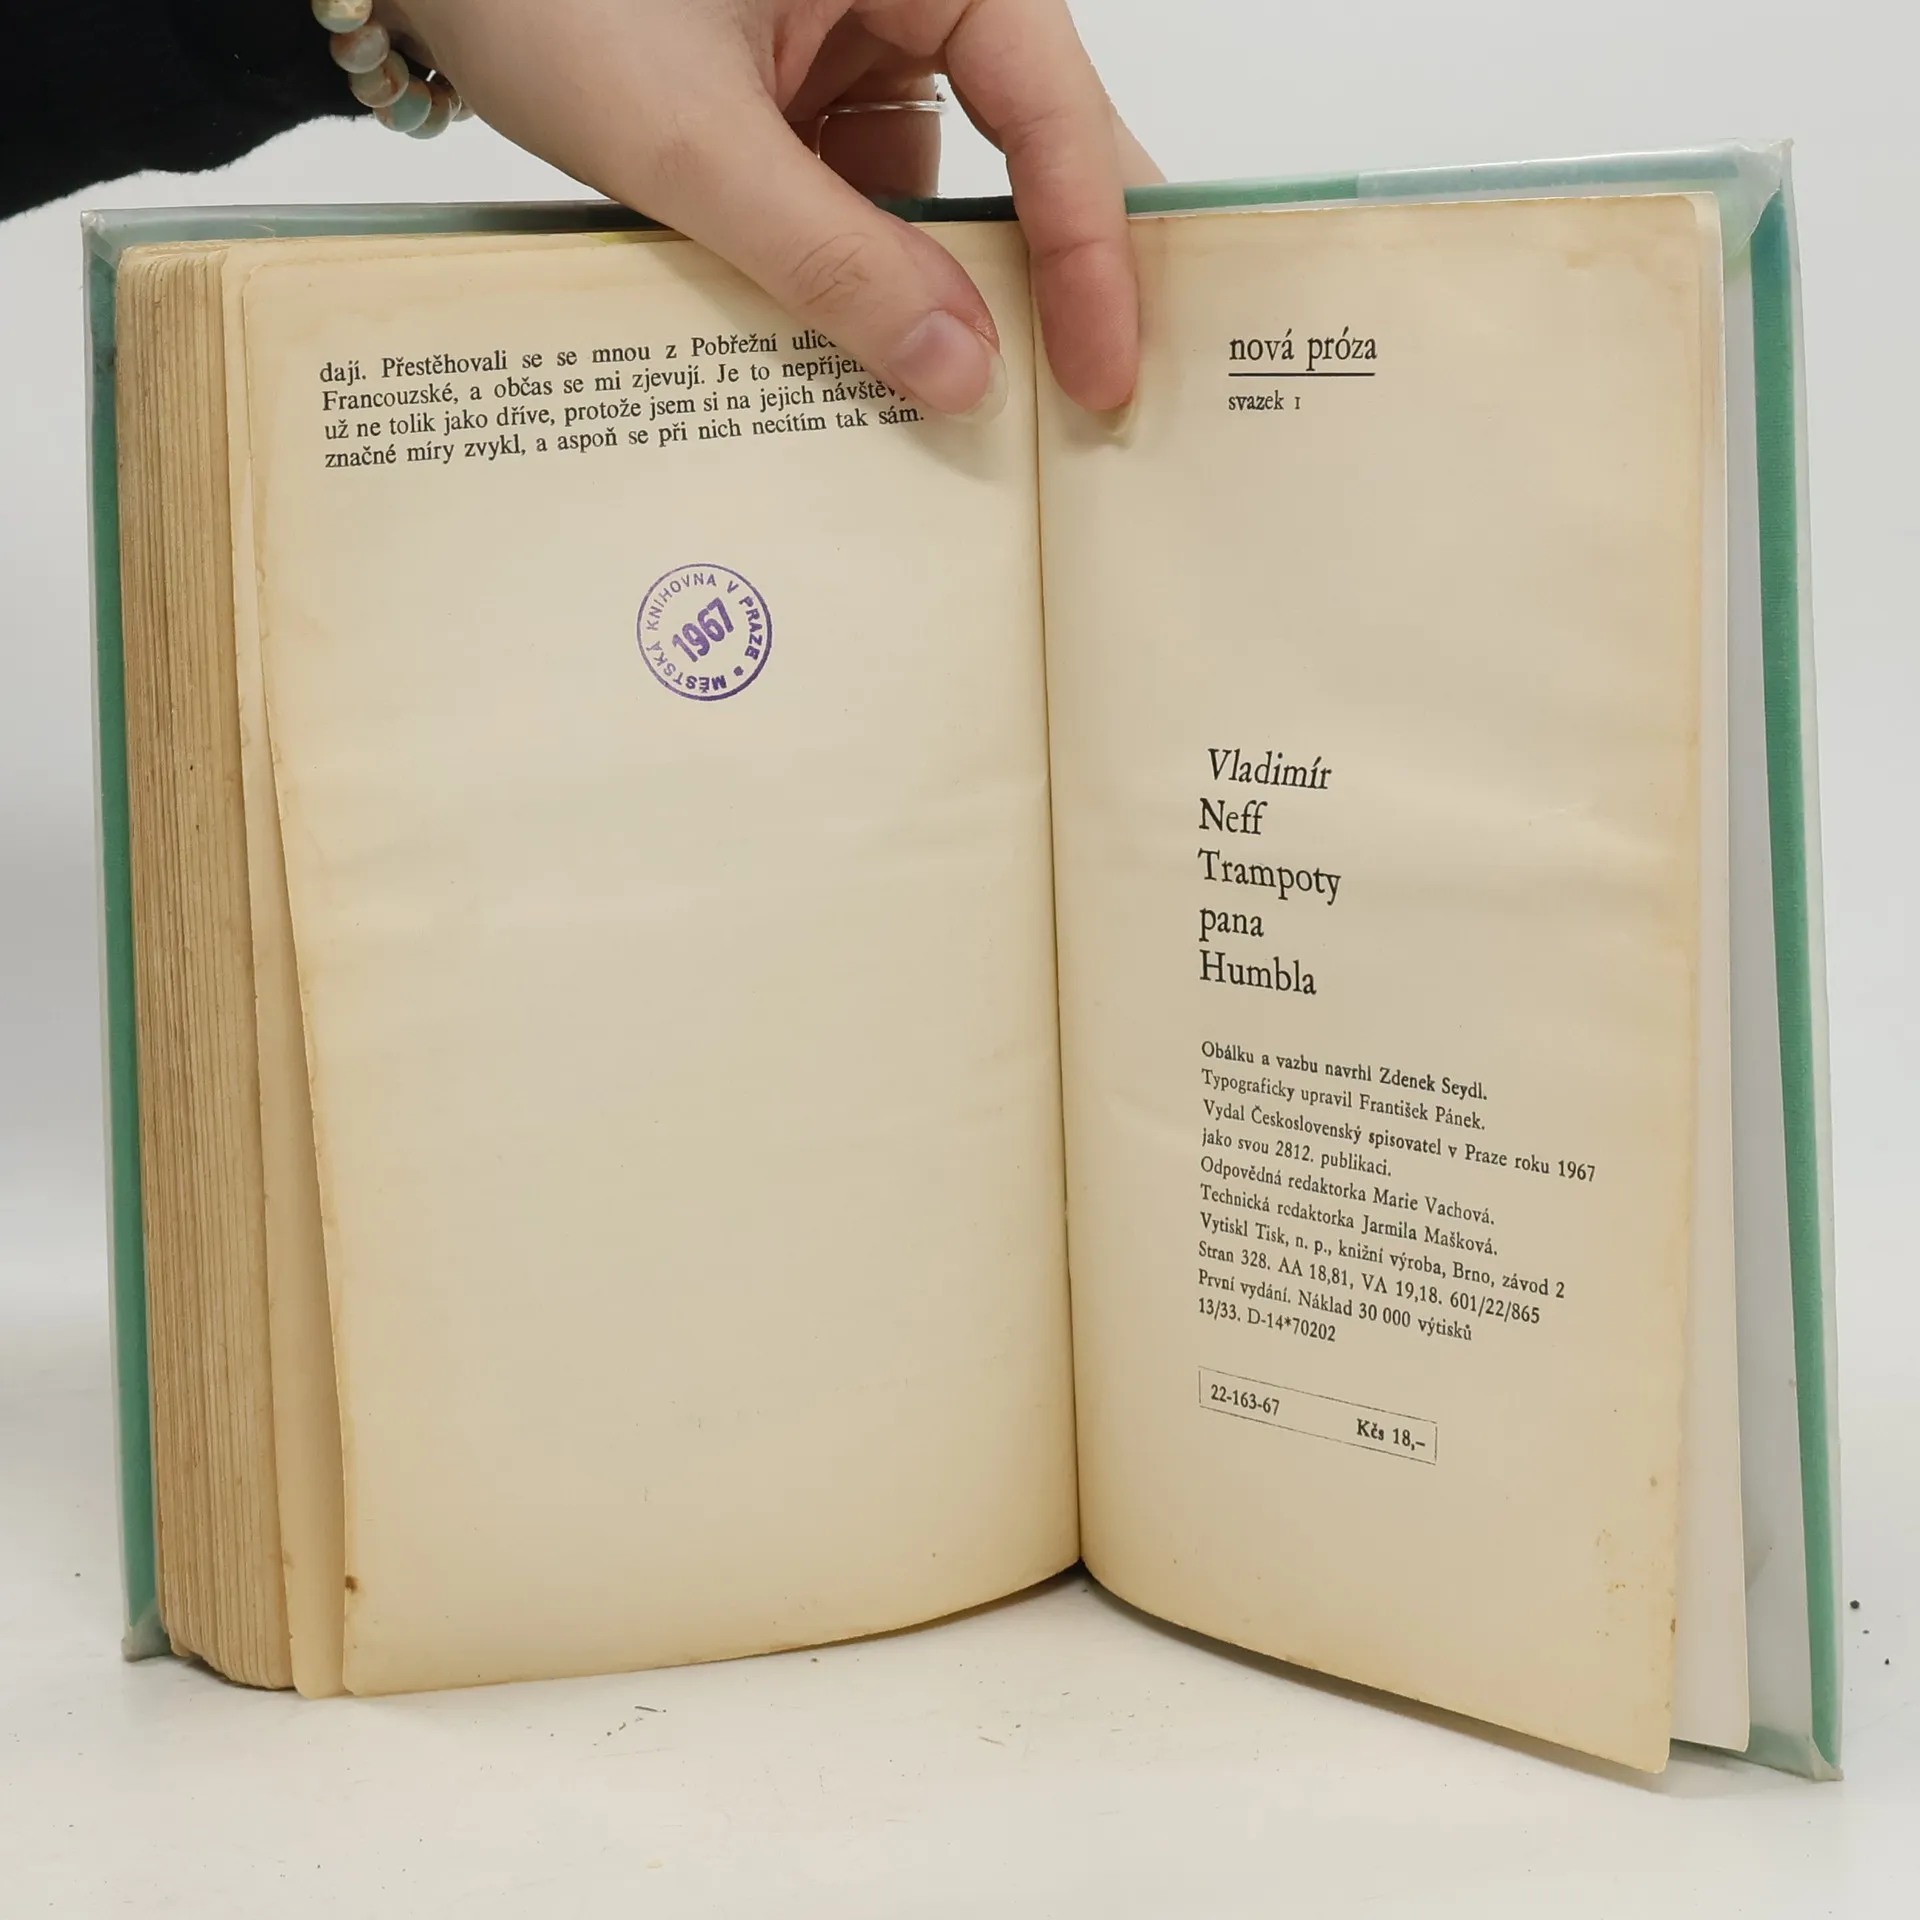 dají. Přestěhovali se se mnou z Pobřežní
Francouzské, a občas se mi zjevují. Je to
už ne tolik jako dříve, protože jsem si na jejich
značné míry zvykl, a aspoň se při nich necítím tak sám.
MĚSTSKÁ KNIHOVNA V PRAZE
1967
nová próza
svazek 1
Vladimír
Neff
Trampoty
pana
Humbla
Obálku a vazbu navrhl Zdenek Seydl.
Typograficky upravil František Pánek.
Vydal Československý spisovatel v Praze roku 1967
jako svou 2812. publikaci.
Odpovědná redaktorka Marie Vachová.
Technická redaktorka Jarmila Mašková.
Vytiskl Tisk, n. p., knižní výroba, Brno, závod 2
Stran 328. AA 18,81, VA 19,18. 601/22/865
První vydání. Náklad 30 000 výtisků
13/33. D-14*70202
22-163-67 Kčs 18,–